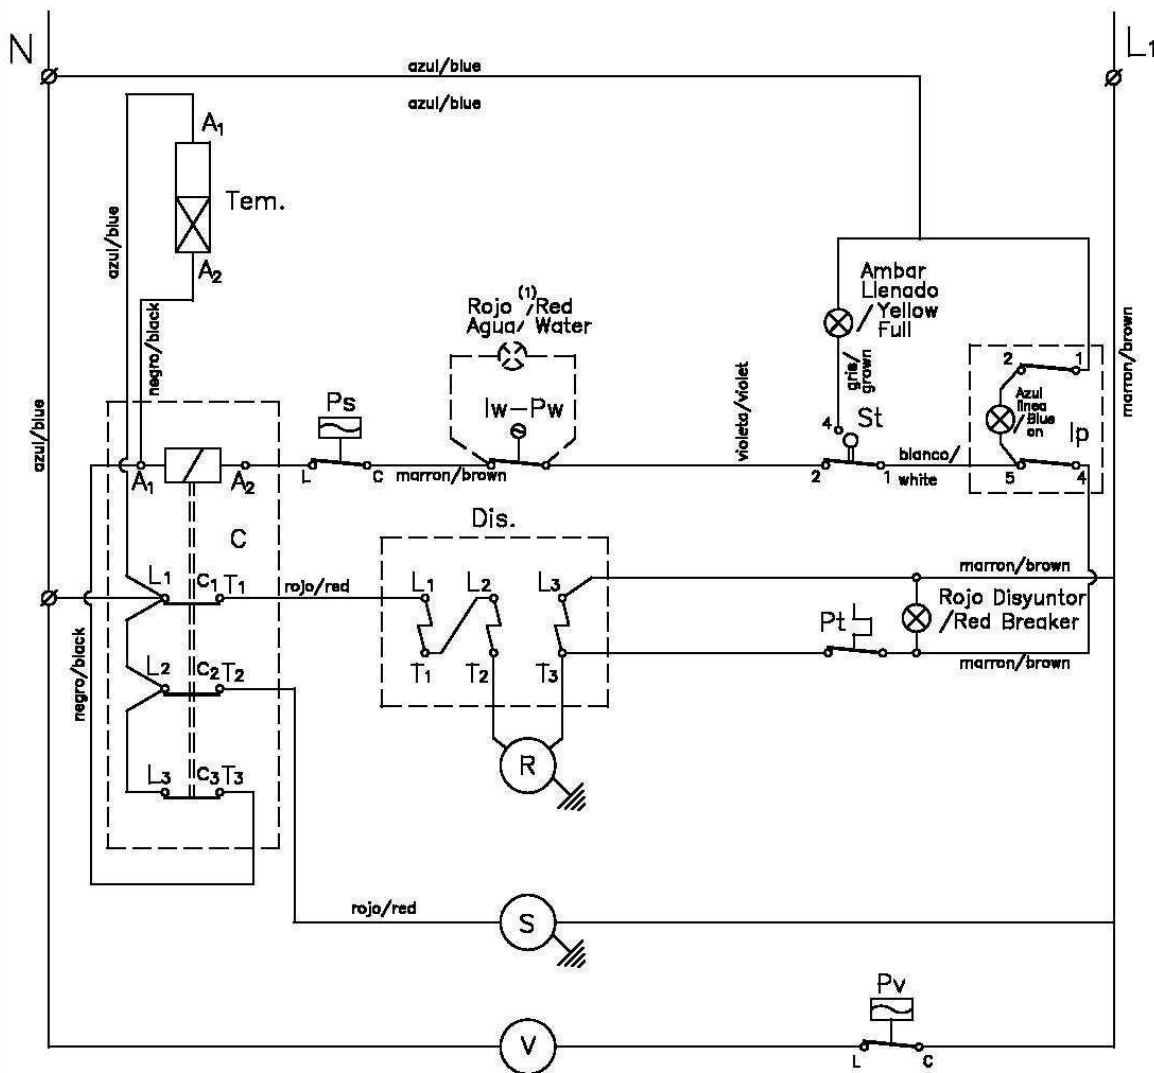 N
L1
azul/blue
azul/blue
A1
Tem.
A2
azul/blue
negro/black
azul/blue
Ambar
Llenado
/ Yellow
Full
Rojo (1)/Red
Agua/ Water
gris/
grown
marron/brown
2 1
Azul
linea
/ Blue
on
Ip
5 4
Ps
Iw-Pw
violeta/violet
4 St
A1 A2
L C
marron/brown
2 1
blanco/
white
C
Dis.
L1 C1 T1
rojo/red
L1 L2 L3
T1 T2 T3
marron/brown
Rojo Disyuntor
/Red Breaker
Pt
marron/brown
negro/black
L2 C2 T2
L3 C3 T3
R
rojo/red
S
Pv
V
L C